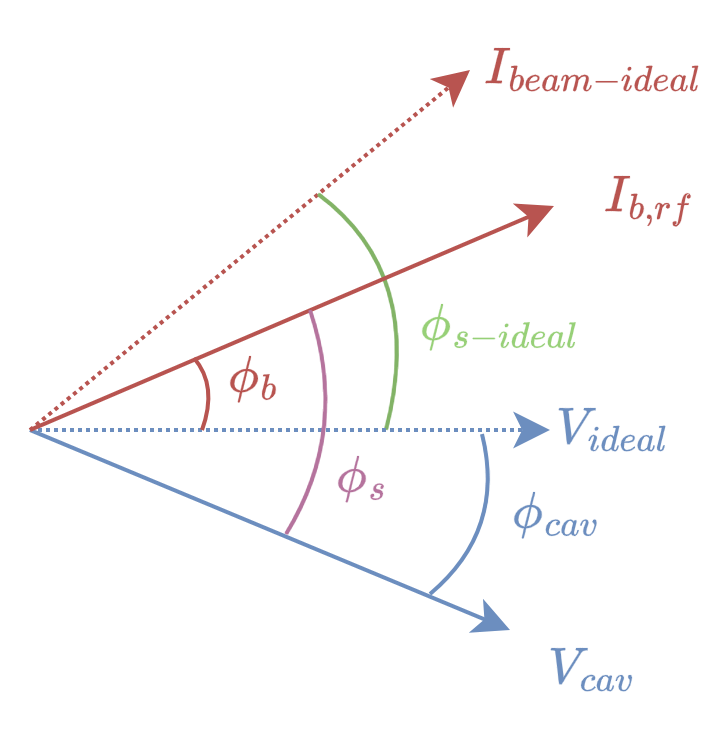 I_{beam-ideal}
I_{b,rf}
ϕ_{s-ideal}
ϕ_b
V_{ideal}
ϕ_s
ϕ_{cav}
V_{cav}